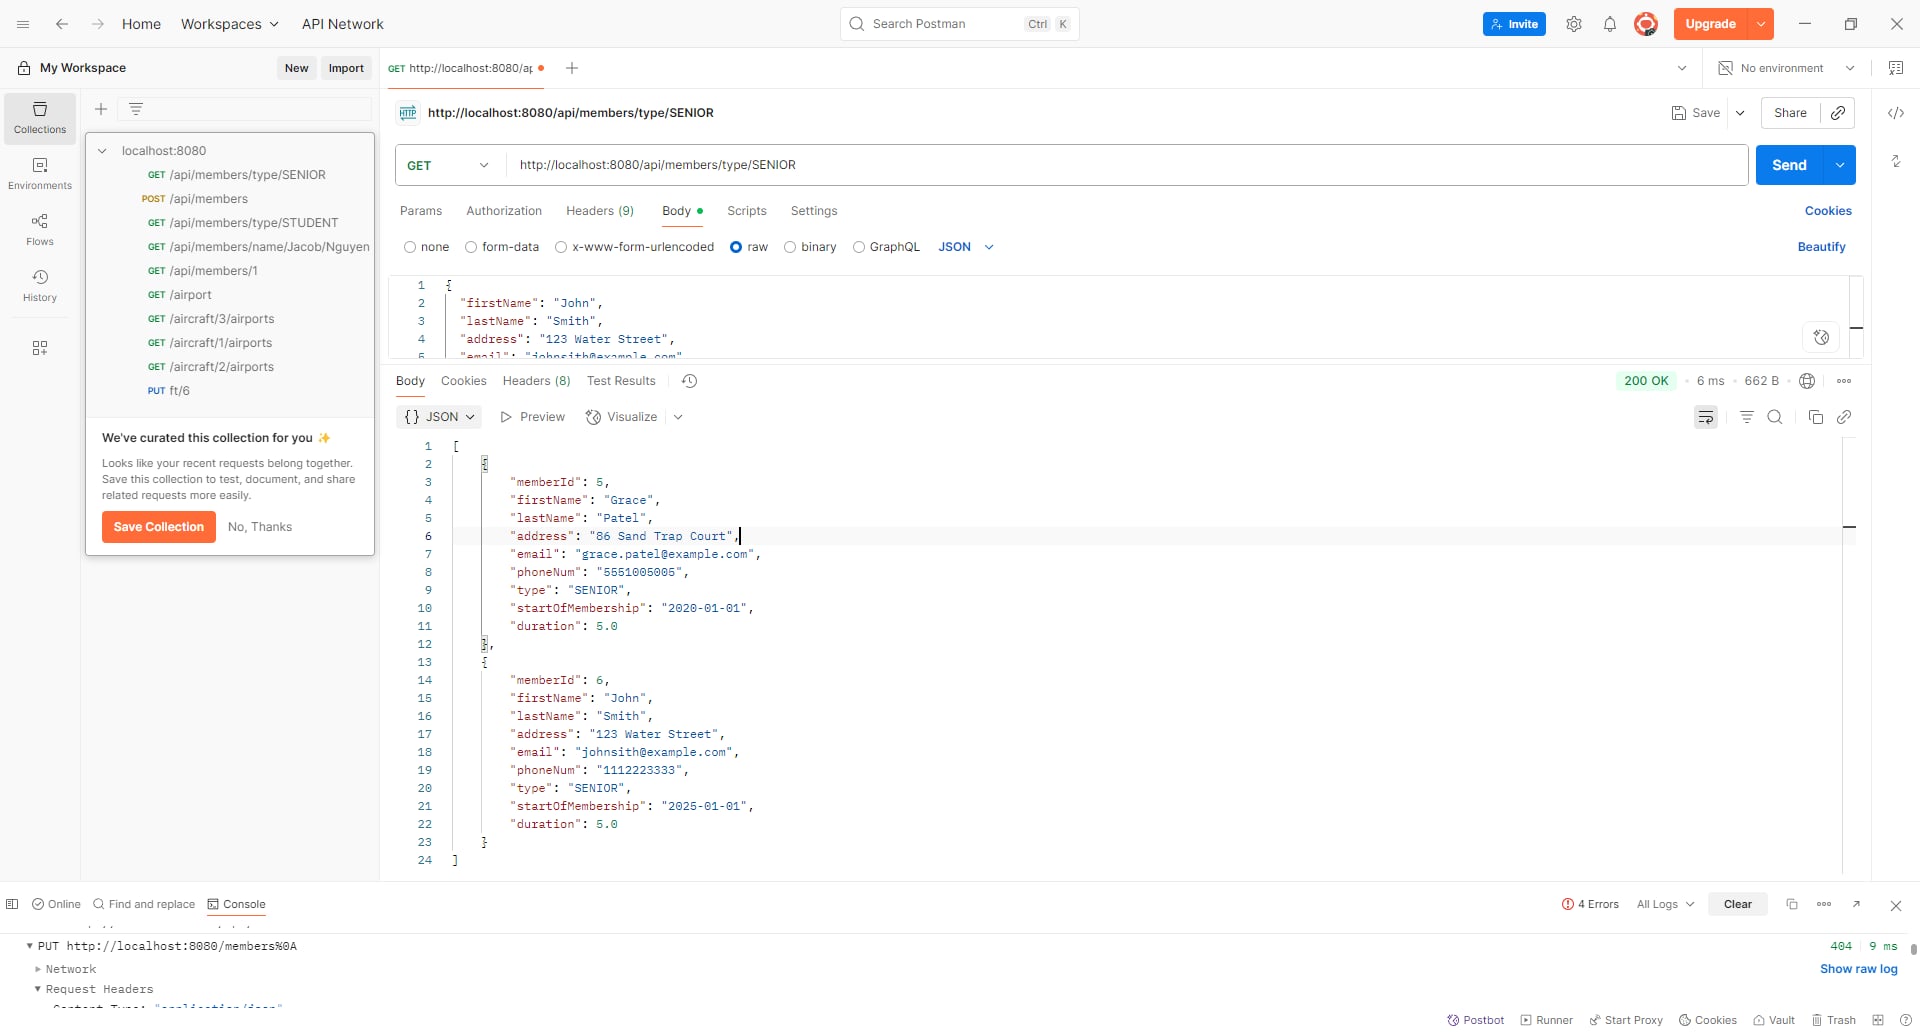 Home Workspaces API Network Search Postman Ctrl K Invite Upgrade
My Workspace New Import GET http://localhost:8080/ap No environment
Collections
Environments
Flows
History
localhost:8080
GET /api/members/type/SENIOR
POST /api/members
GET /api/members/type/STUDENT
GET /api/members/name/Jacob/Nguyen
GET /api/members/1
GET /airport
GET /aircraft/3/airports
GET /aircraft/1/airports
GET /aircraft/2/airports
PUT ft/6
We've curated this collection for you ✨
Looks like your recent requests belong together.
Save this collection to test, document, and share
related requests more easily.
Save Collection No, Thanks
HTTP http://localhost:8080/api/members/type/SENIOR Save Share
GET http://localhost:8080/api/members/type/SENIOR Send
Params Authorization Headers (9) Body Scripts Settings Cookies
none form-data x-www-form-urlencoded raw binary GraphQL JSON Beautify
1 {
2 "firstName": "John",
3 "lastName": "Smith",
4 "address": "123 Water Street",
5 "email": "johnsith@example.com"
Body Cookies Headers (8) Test Results 200 OK 6 ms 662 B
{} JSON Preview Visualize
1 [
2 {
3 "memberId": 5,
4 "firstName": "Grace",
5 "lastName": "Patel",
6 "address": "86 Sand Trap Court",
7 "email": "grace.patel@example.com",
8 "phoneNum": "5551005005",
9 "type": "SENIOR",
10 "startOfMembership": "2020-01-01",
11 "duration": 5.0
12 },
13 {
14 "memberId": 6,
15 "firstName": "John",
16 "lastName": "Smith",
17 "address": "123 Water Street",
18 "email": "johnsith@example.com",
19 "phoneNum": "1112223333",
20 "type": "SENIOR",
21 "startOfMembership": "2025-01-01",
22 "duration": 5.0
23 }
24 ]
Online Find and replace Console 4 Errors All Logs Clear
PUT http://localhost:8080/members%0A 404 9 ms
Network Show raw log
Request Headers
Content-Type: "application/json"
Postbot Runner Start Proxy Cookies Vault Trash